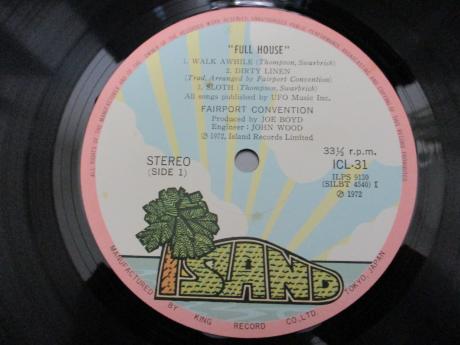 "FULL HOUSE"
1. WALK AWHILE (Thompson, Swarbrick)
2. DIRTY LINEN
(Trad. Arranged by Fairport Convention)
3. SLOTH (Thompson, Swarbrick)
All songs published by UFO Music Inc.
FAIRPORT CONVENTION
Produced by JOE BOYD
Engineer : JOHN WOOD
℗ 1972, Island Records Limited
STEREO
(SIDE 1)
33⅓ r.p.m.
ICL-31
ILPS 9130
(SILBT 4540) I
℗ 1972
ISLAND
MANUFACTURED BY KING RECORD CO., LTD. TOKYO, JAPAN